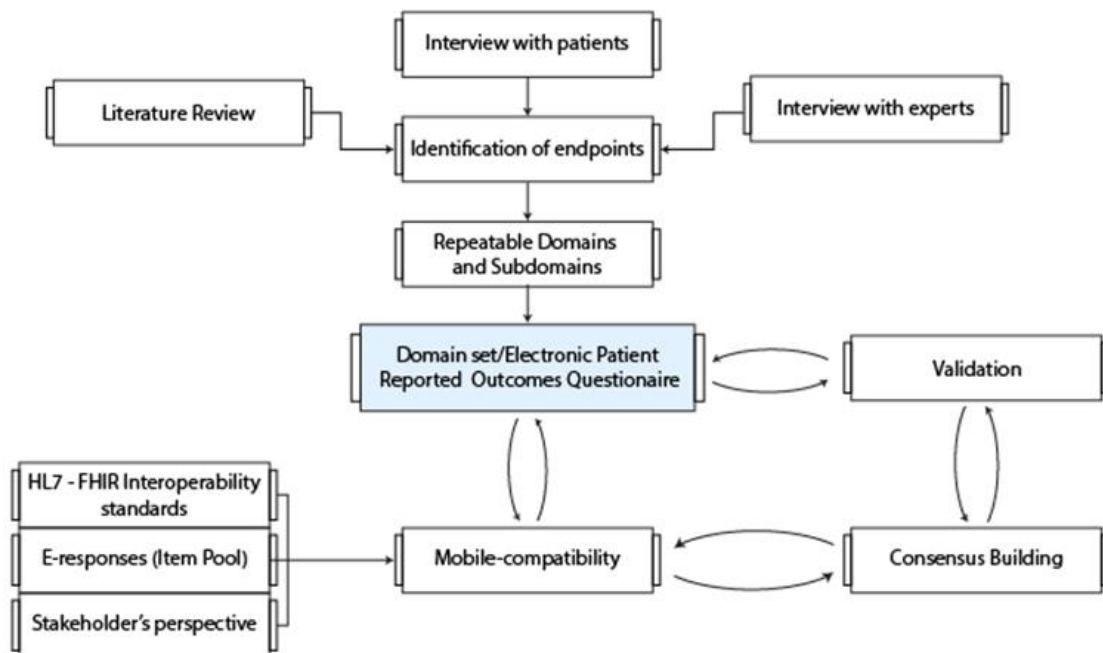 Interview with patients
Literature Review
Interview with experts
Identification of endpoints
Repeatable Domains
and Subdomains
Domain set/Electronic Patient
Reported Outcomes Questionaire
Validation
HL7 - FHIR Interoperability
standards
E-responses (Item Pool)
Mobile-compatibility
Consensus Building
Stakeholder's perspective